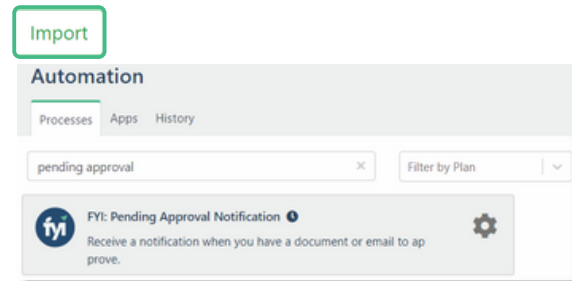 Import
Automation
Processes Apps History
pending approval × Filter by Plan
fyi FYI: Pending Approval Notification
Receive a notification when you have a document or email to ap
prove.